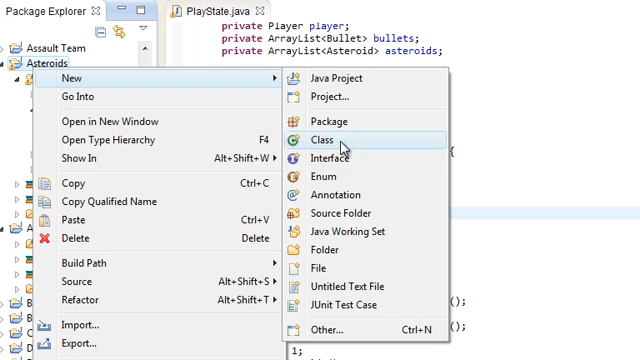 Package Explorer
PlayState.java
private Player player;
private ArrayList<Bullet> bullets;
private ArrayList<Asteroid> asteroids;
Assault Team
Asteroids
New
Go Into
Open in New Window
Open Type Hierarchy F4
Show In Alt+Shift+W
Copy Ctrl+C
Copy Qualified Name
Paste Ctrl+V
Delete Delete
Build Path
Source Alt+Shift+S
Refactor Alt+Shift+T
Import...
Export...
Java Project
Project...
Package
Class
Interface
Enum
Annotation
Source Folder
Java Working Set
Folder
File
Untitled Text File
JUnit Test Case
Other... Ctrl+N
{
();
();
1;